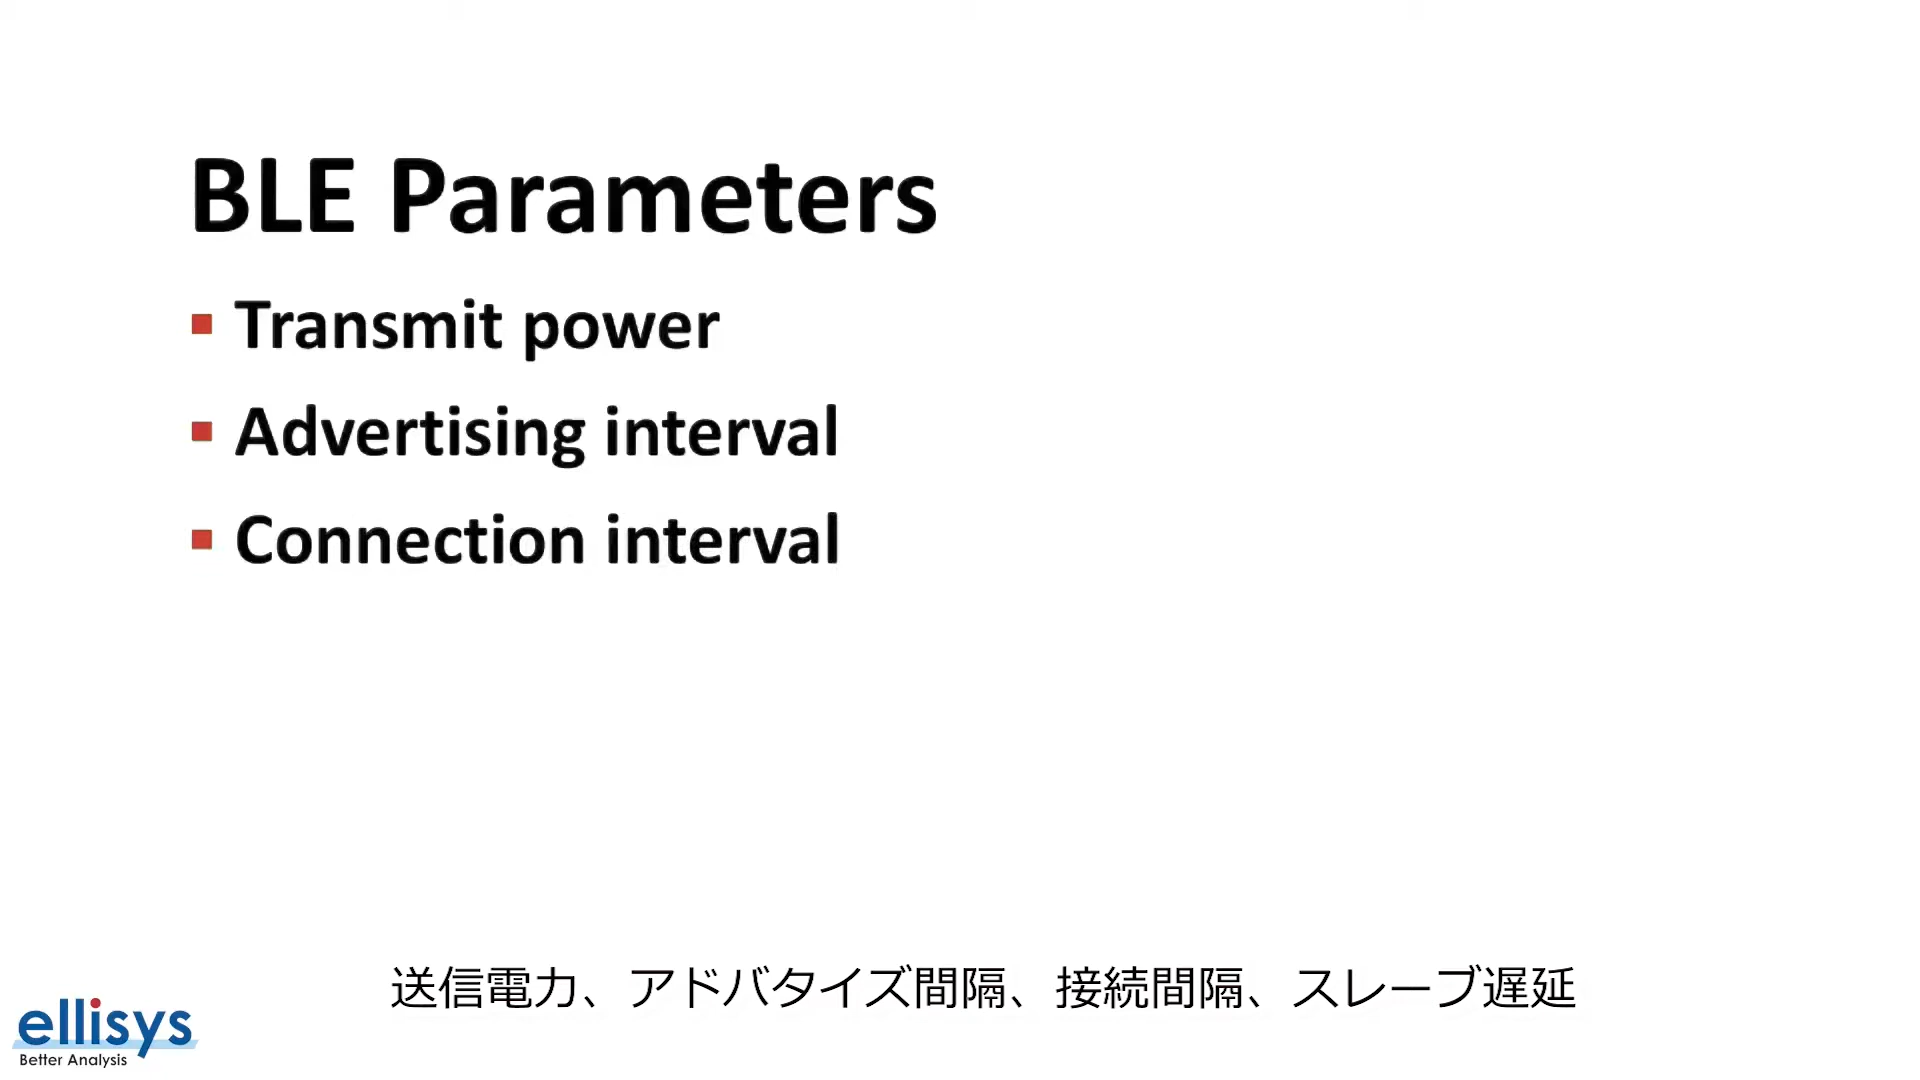 BLE Parameters
▪ Transmit power
▪ Advertising interval
▪ Connection interval
送信電力、アドバタイズ間隔、接続間隔、スレーブ遅延
ellisys
Better Analysis